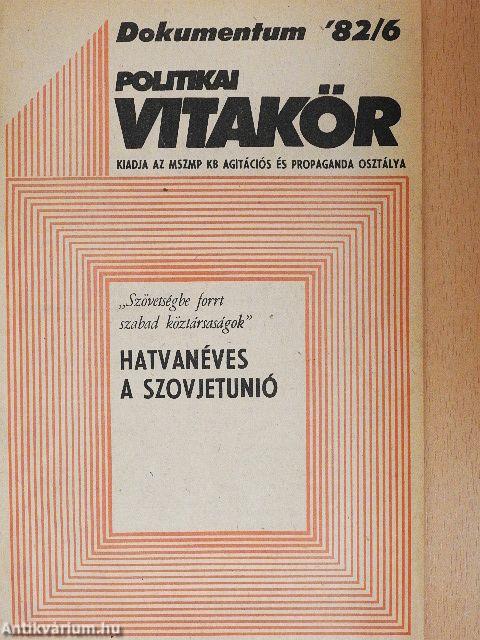 Dokumentum '82/6
POLITIKAI
VITAKÖR
KIADJA AZ MSZMP KB AGITÁCIÓS ÉS PROPAGANDA OSZTÁLYA
„Szövetségbe forrt
szabad köztársaságok”
HATVANÉVES
A SZOVJETUNIÓ
Antikvárium.hu